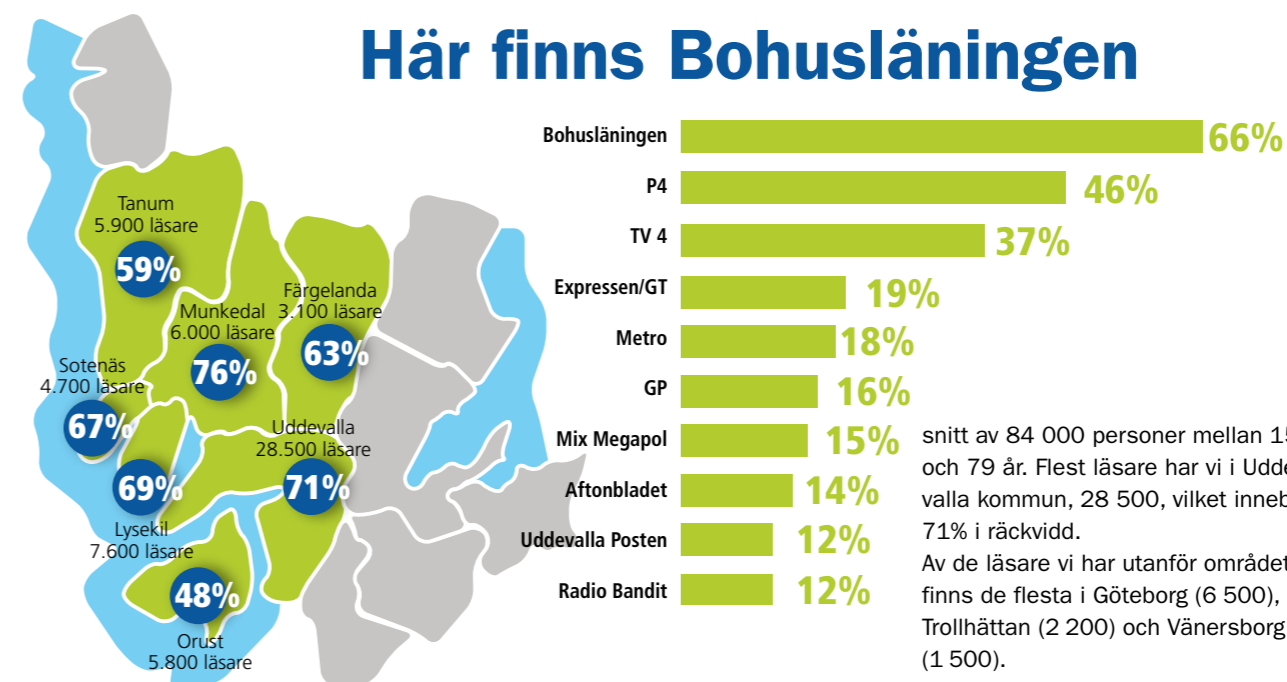 Här finns Bohusläningen
Tanum
5.900 läsare
59%
Munkedal
6.000 läsare
76%
Färgelanda
3.100 läsare
63%
Sotenäs
4.700 läsare
67%
Uddevalla
28.500 läsare
71%
69%
Lysekil
7.600 läsare
48%
Orust
5.800 läsare
Bohusläningen 66%
P4 46%
TV 4 37%
Expressen/GT 19%
Metro 18%
GP 16%
Mix Megapol 15%
Aftonbladet 14%
Uddevalla Posten 12%
Radio Bandit 12%
snitt av 84 000 personer mellan 15
och 79 år. Flest läsare har vi i Udde
valla kommun, 28 500, vilket inneb
71% i räckvidd.
Av de läsare vi har utanför området
finns de flesta i Göteborg (6 500),
Trollhättan (2 200) och Vänersborg
(1 500).